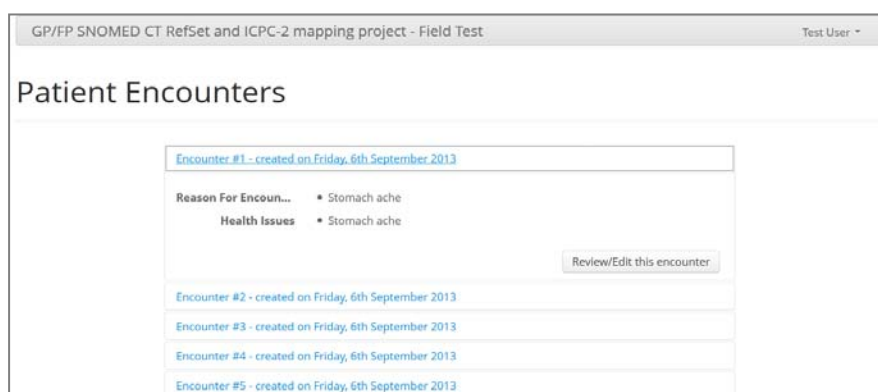 GP/FP SNOMED CT RefSet and ICPC-2 mapping project - Field Test Test User
Patient Encounters
Encounter #1 - created on Friday, 6th September 2013
Reason For Encoun... • Stomach ache
Health Issues • Stomach ache
Review/Edit this encounter
Encounter #2 - created on Friday, 6th September 2013
Encounter #3 - created on Friday, 6th September 2013
Encounter #4 - created on Friday, 6th September 2013
Encounter #5 - created on Friday, 6th September 2013